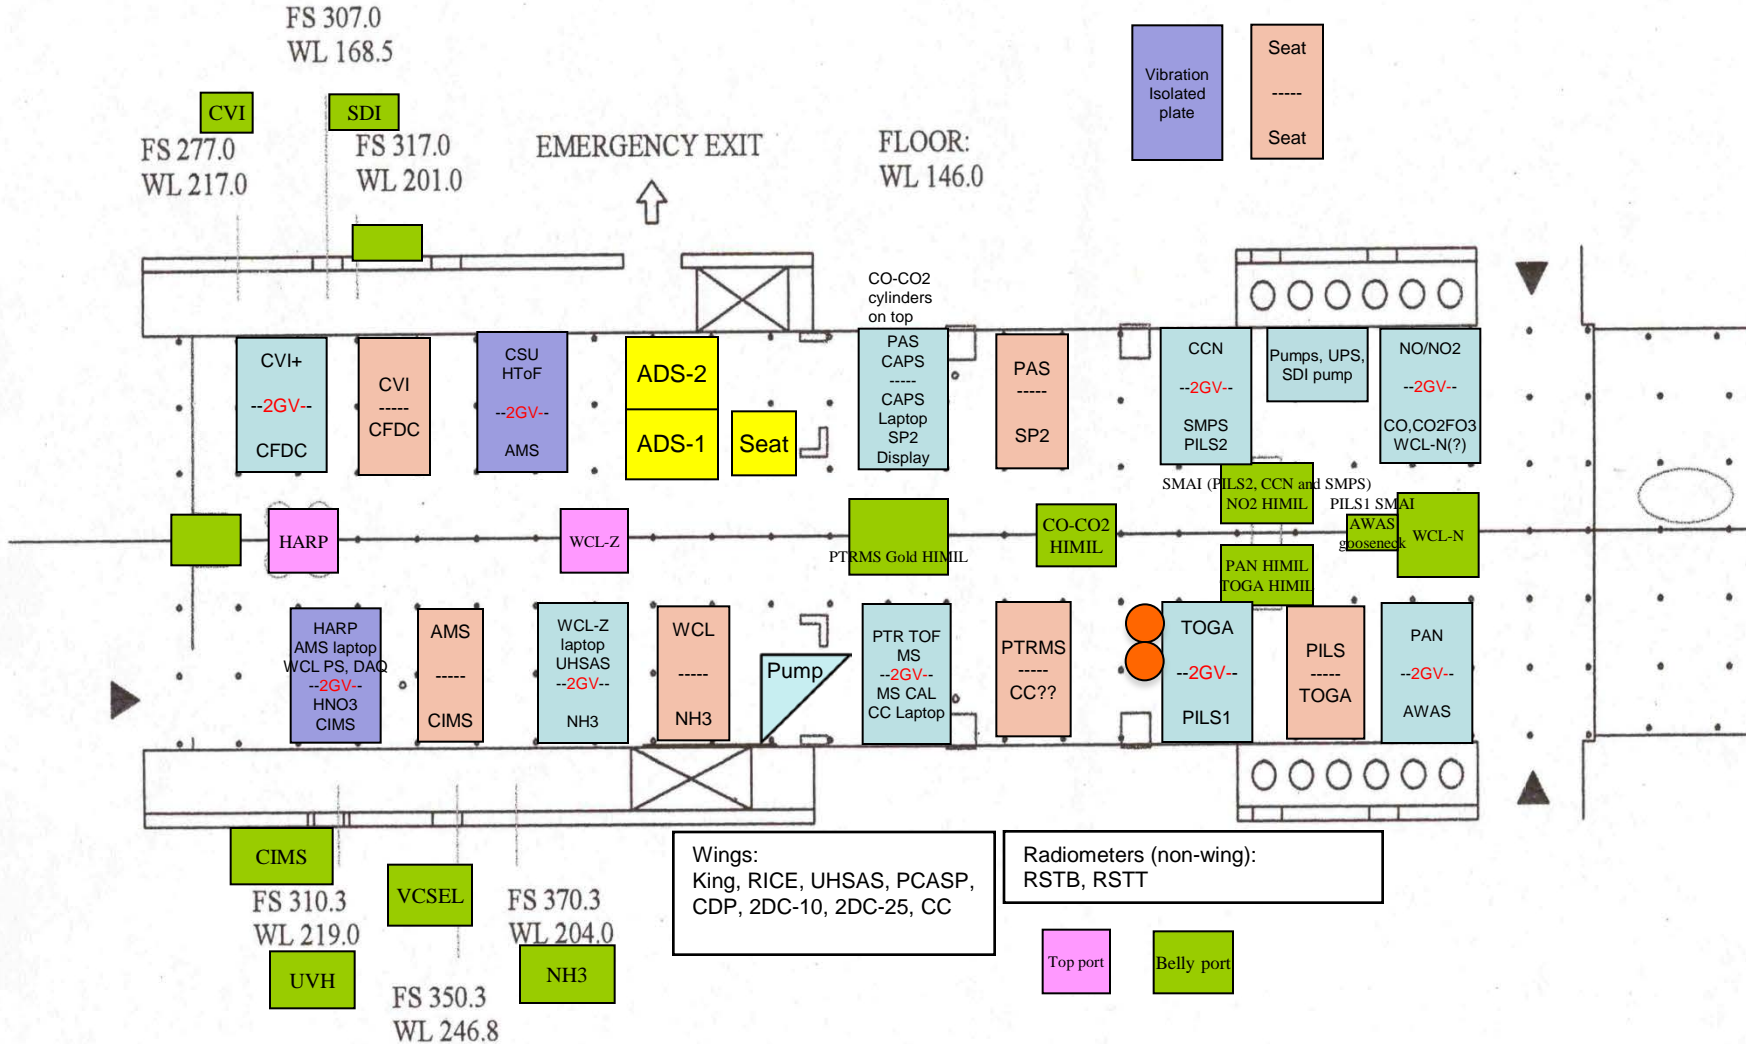 FS 307.0
WL 168.5
CVI
SDI
FS 277.0
WL 217.0
FS 317.0
WL 201.0
EMERGENCY EXIT
FLOOR:
WL 146.0
Vibration
Isolated
plate
Seat
-----
Seat
CO-CO2
cylinders
on top
CVI+
--2GV--
CFDC
CVI
-----
CFDC
CSU
HToF
--2GV--
AMS
ADS-2
ADS-1
Seat
PAS
CAPS
-----
CAPS
Laptop
SP2
Display
PAS
-----
SP2
CCN
--2GV--
SMPS
PILS2
Pumps, UPS,
SDI pump
NO/NO2
--2GV--
CO,CO2FO3
WCL-N(?)
SMAI (PILS2, CCN and SMPS)
NO2 HIMIL
PILS1 SMAI
AWAS
gooseneck
WCL-N
HARP
WCL-Z
PTRMS Gold HIMIL
CO-CO2
HIMIL
PAN HIMIL
TOGA HIMIL
HARP
AMS laptop
WCL PS, DAQ
--2GV--
HNO3
CIMS
AMS
-----
CIMS
WCL-Z
laptop
UHSAS
--2GV--
NH3
WCL
-----
NH3
Pump
PTR TOF
MS
--2GV--
MS CAL
CC Laptop
PTRMS
-----
CC??
TOGA
--2GV--
PILS1
PILS
-----
TOGA
PAN
--2GV--
AWAS
CIMS
FS 310.3
WL 219.0
UVH
VCSEL
FS 350.3
WL 246.8
FS 370.3
WL 204.0
NH3
Wings:
King, RICE, UHSAS, PCASP,
CDP, 2DC-10, 2DC-25, CC
Radiometers (non-wing):
RSTB, RSTT
Top port
Belly port